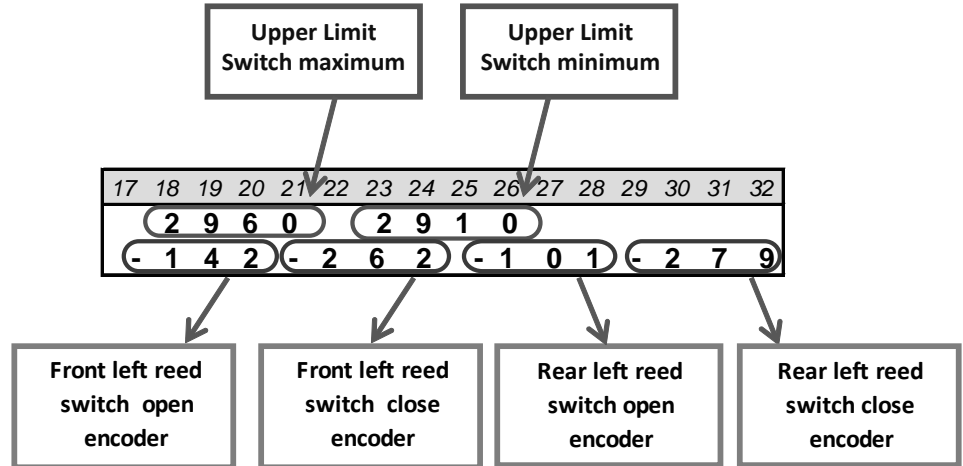 Upper Limit
Switch maximum
Upper Limit
Switch minimum
17 18 19 20 21 22 23 24 25 26 27 28 29 30 31 32
2 9 6 0 2 9 1 0
- 1 4 2 - 2 6 2 - 1 0 1 - 2 7 9
Front left reed
switch open
encoder
Front left reed
switch close
encoder
Rear left reed
switch open
encoder
Rear left reed
switch close
encoder